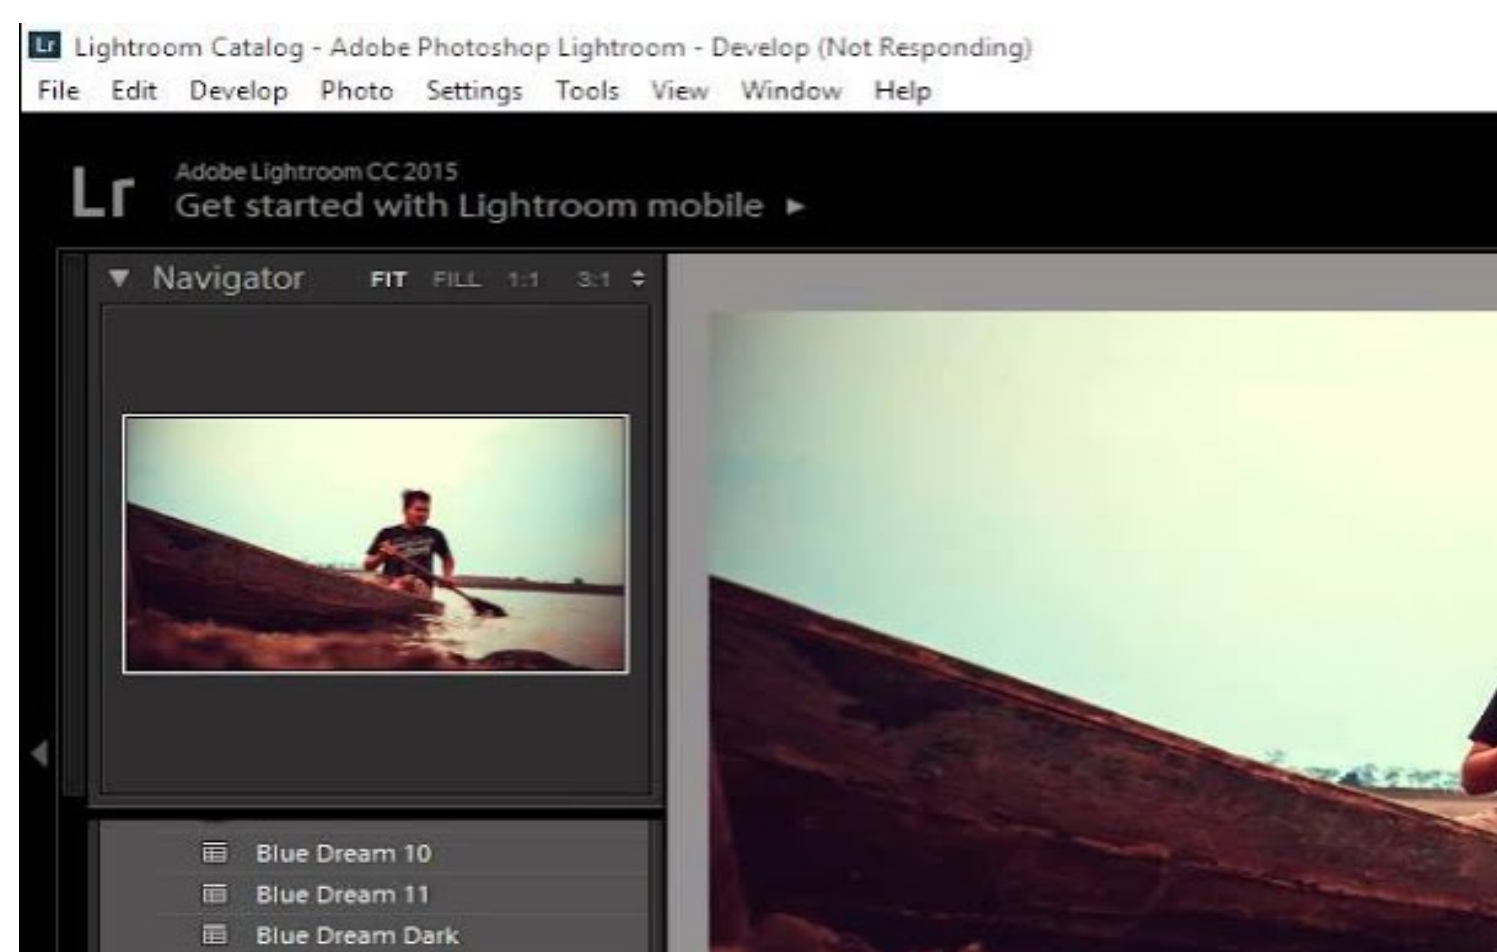 Lr Lightroom Catalog - Adobe Photoshop Lightroom - Develop (Not Responding)
File Edit Develop Photo Settings Tools View Window Help
Lr
Adobe Lightroom CC 2015
Get started with Lightroom mobile ▶
Navigator FIT FILL 1:1 3:1
Blue Dream 10
Blue Dream 11
Blue Dream Dark